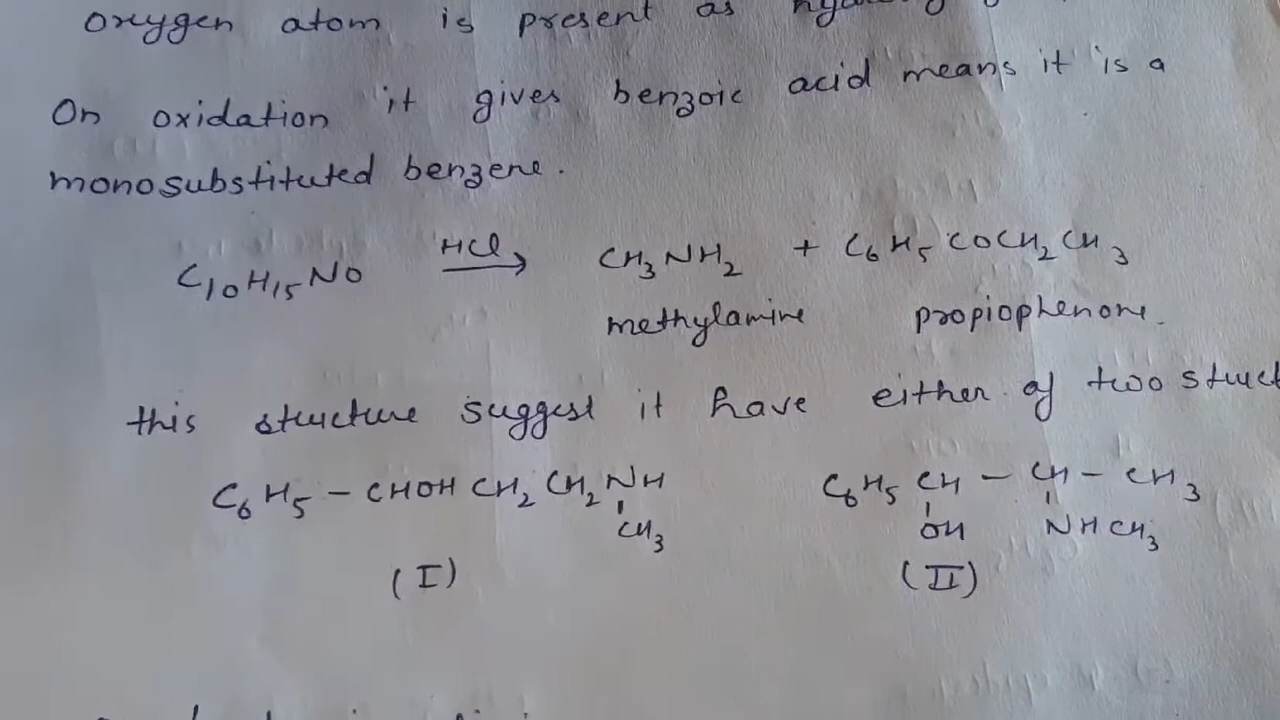 oxygen atom is present as
On oxidation it gives benzoic acid means it is a
monosubstituted benzene.
C10H15NO HCl → CH3NH2 + C6H5COCH2CH3
methylamine propiophenone.
this structure suggest it have either of two struct
C6H5 - CHOH CH2 CH2 NH C6H5 CH - CH - CH3
CH3 OH NHCH3
(I) (II)